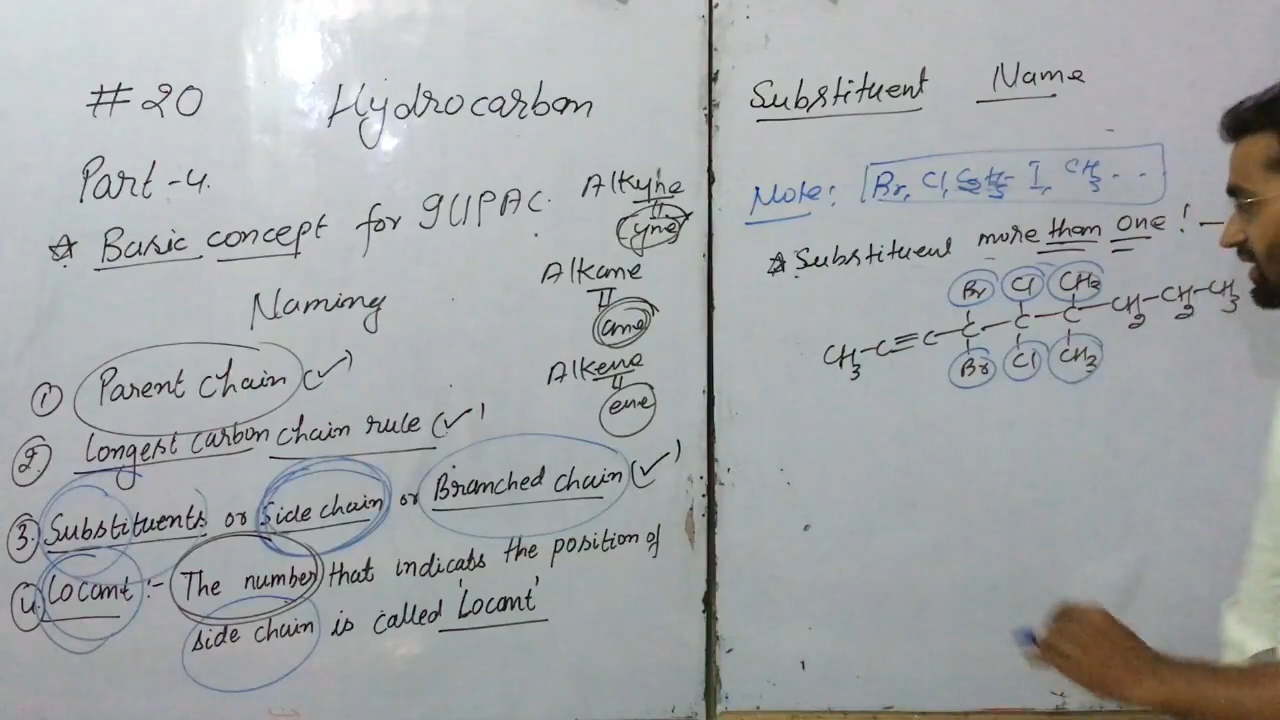 #20 Hydrocarbon
Part-4.
☆ Basic concept for IUPAC.
Naming
Alkyne
yne
Alkane
ane
Alkene
ene
① Parent chain (✓)
② Longest carbon chain rule (✓)
③. Substituents or Side chain or Branched chain (✓)
④. Locant :- The number that indicats the position of
side chain is called 'Locant'
Substituent Name
Note: Br, Cl, C2H5- I, CH3 - -
☆ Substituent more than one! —
Br Cl CH3
CH3-C≡C-C-C-C-CH2-CH2-CH3
Br Cl CH3